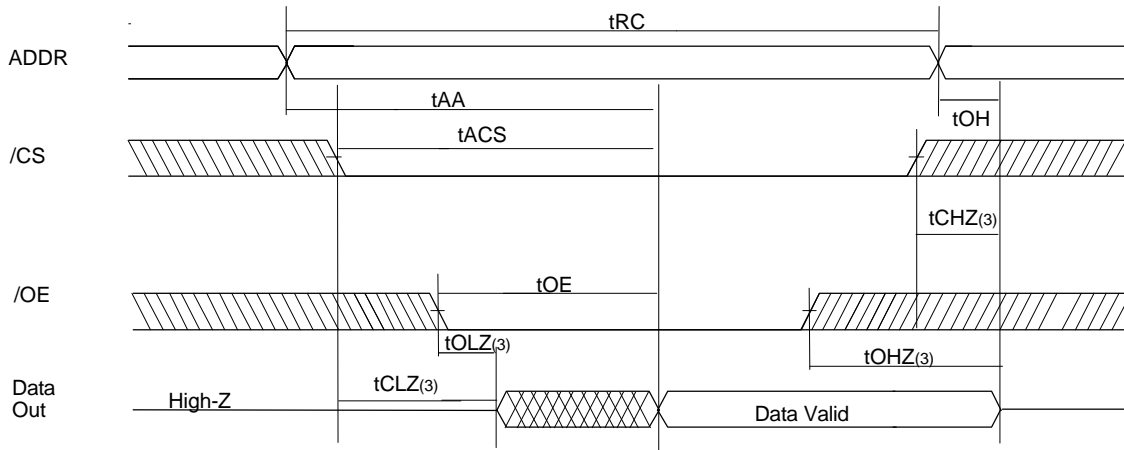 tRC
ADDR
tAA
tOH
tACS
/CS
tCHZ(3)
/OE
tOE
tOLZ(3)
tOHZ(3)
tCLZ(3)
Data
Out
High-Z
Data Valid